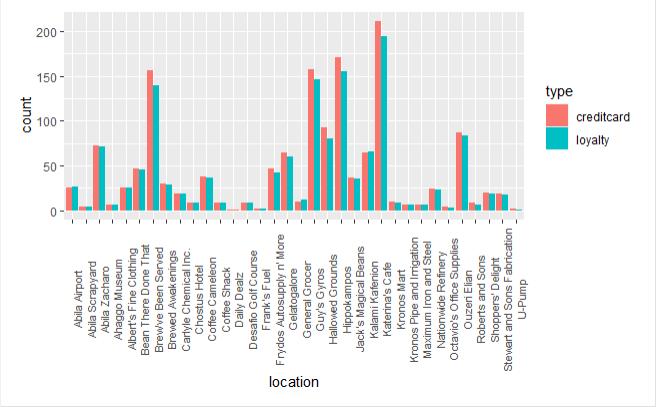 count
200
150
100
50
0
Abila Airport
Abila Scrapyard
Abila Zacharo
Ahaggo Museum
Albert's Fine Clothing
Bean There Done That
Brew've Been Served
Brewed Awakenings
Carlyle Chemical Inc.
Chostus Hotel
Coffee Cameleon
Coffee Shack
Daily Dealz
Desafio Golf Course
Frank's Fuel
Frydos Autosupply n' More
Gelatogalore
General Grocer
Guy's Gyros
Hallowed Grounds
Hippokampos
Jack's Magical Beans
Kalami Kafenion
Katerina's Cafe
Kronos Mart
Kronos Pipe and Irrigation
Maximum Iron and Steel
Nationwide Refinery
Octavio's Office Supplies
Ouzeri Elian
Roberts and Sons
Shoppers' Delight
Stewart and Sons Fabrication
U-Pump
location
type
creditcard
loyalty